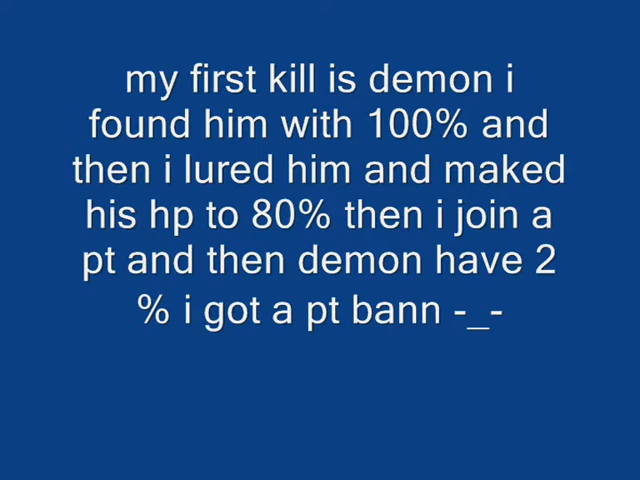 my first kill is demon i
found him with 100% and
then i lured him and maked
his hp to 80% then i join a
pt and then demon have 2
% i got a pt bann -_-